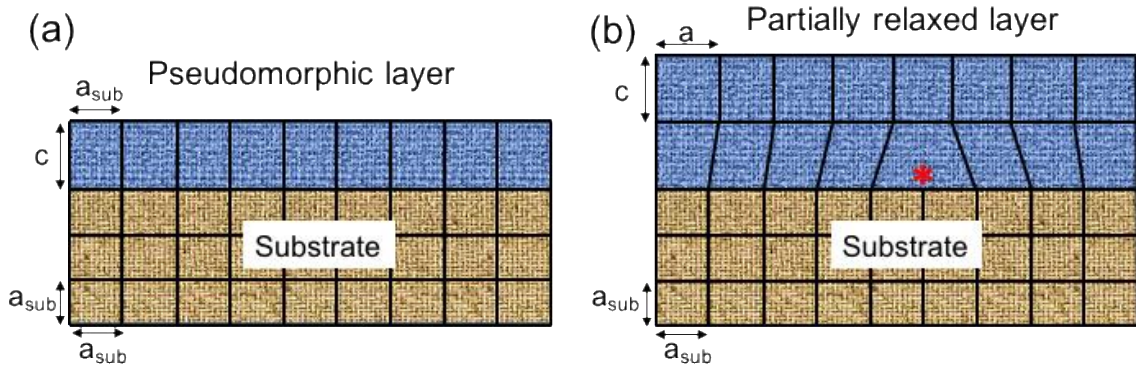 (a)
Pseudomorphic layer
a_sub
c
Substrate
a_sub
a_sub
(b)
Partially relaxed layer
a
c
*
Substrate
a_sub
a_sub